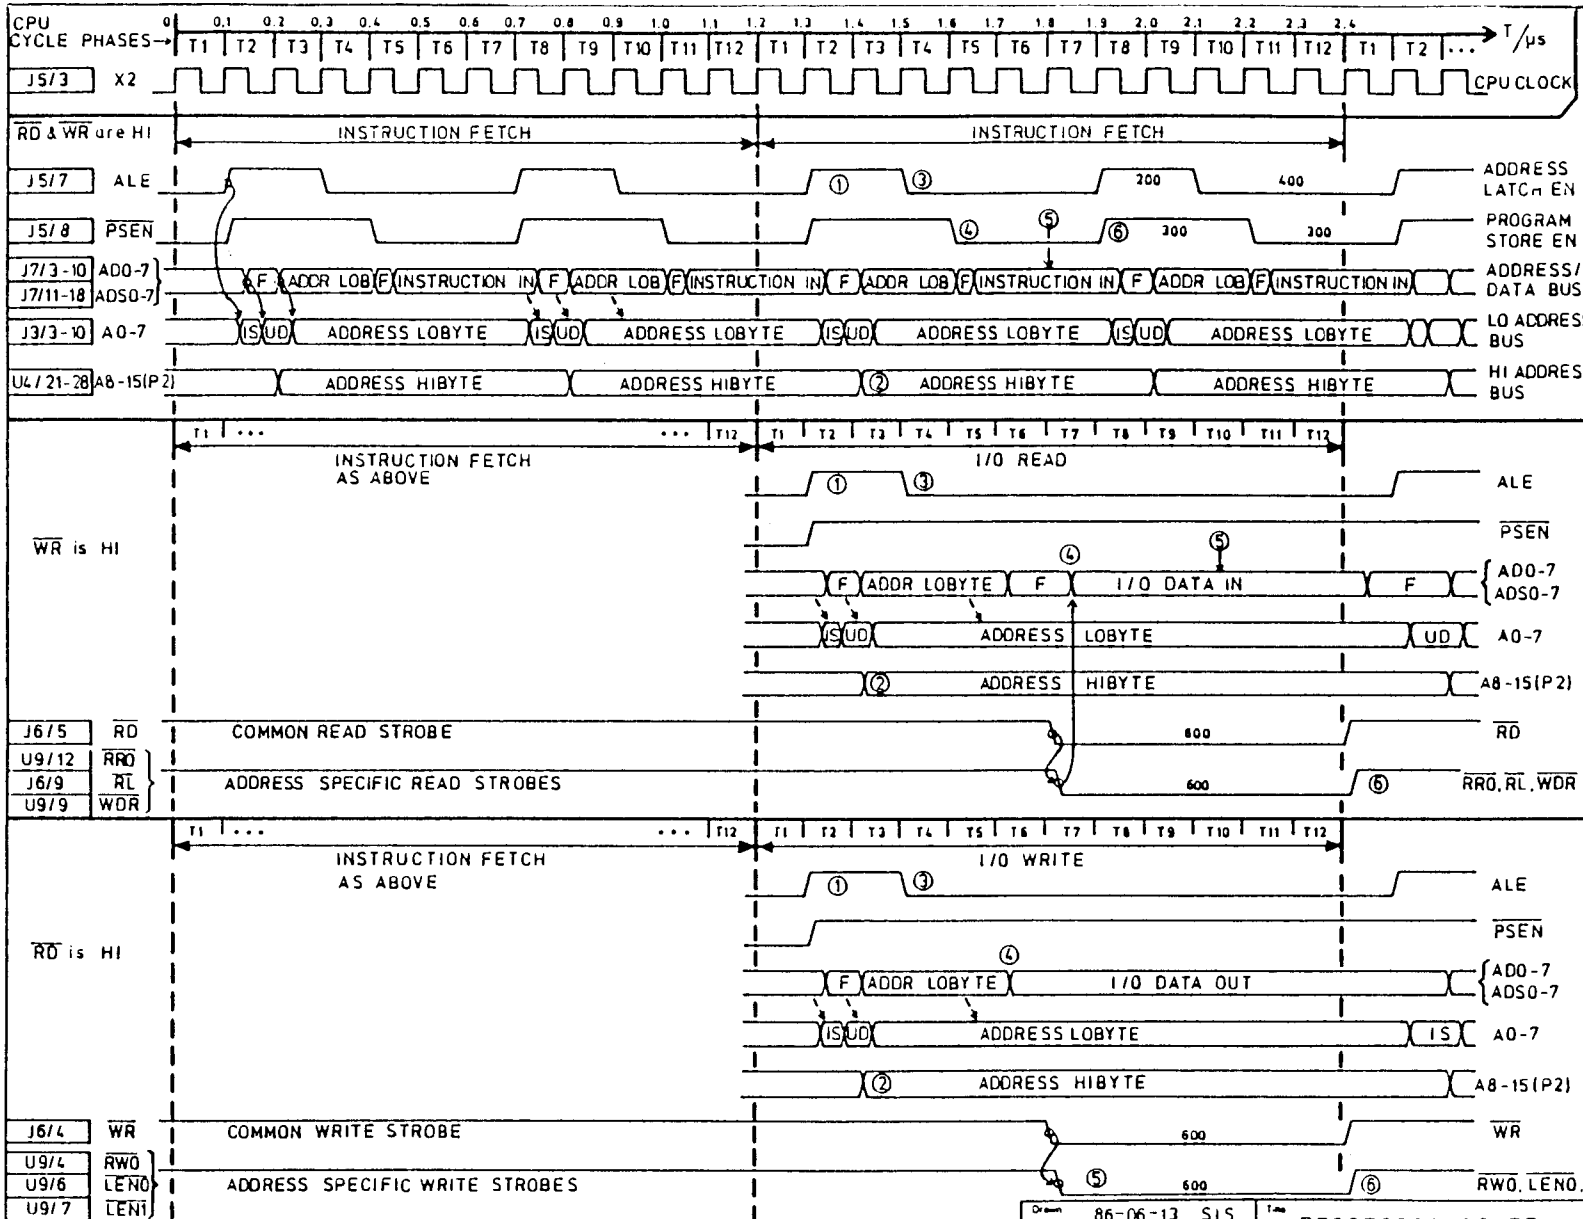 CPU
CYCLE PHASES→
0 0.1 0.2 0.3 0.4 0.5 0.6 0.7 0.8 0.9 1.0 1.1 1.2 1.3 1.4 1.5 1.6 1.7 1.8 1.9 2.00 2.1 2.2 2.3 2.4
T1 T2 T3 T4 T5 T6 T7 T8 T9 T10 T11 T12 T1 T2 T3 T4 T5 T6 T7 T8 T9 T10 T11 T12 T1 T2 ...
T/µs
J5/3 X2 CPU CLOCK
RD & WR are HI INSTRUCTION FETCH INSTRUCTION FETCH
J5/7 ALE ① ③ 200 400 ADDRESS
LATCH EN
J5/8 PSEN ④ ⑤ ⑥ 300 300 PROGRAM
STORE EN
J7/3-10 AD0-7
J7/11-18 ADS0-7
F ADDR LOB F INSTRUCTION IN F ADDR LOB F INSTRUCTION IN F ADDR LOB F INSTRUCTION IN F ADDR LOB F INSTRUCTION IN
ADDRESS/
DATA BUS
J3/3-10 A0-7 IS UD ADDRESS LOBYTE IS UD ADDRESS LOBYTE IS UD ADDRESS LOBYTE IS UD ADDRESS LOBYTE LO ADDRESS
BUS
U4/21-28 A8-15(P2) ADDRESS HIBYTE ADDRESS HIBYTE ② ADDRESS HIBYTE ADDRESS HIBYTE HI ADDRES
BUS
T1 ... ... T12 T1 T2 T3 T4 T5 T6 T7 T8 T9 T10 T11 T12
INSTRUCTION FETCH
AS ABOVE
I/O READ
① ③ ALE
WR is HI
PSEN
④ ⑤
F ADDR LOBYTE F I/O DATA IN F AD0-7
ADS0-7
IS UD ADDRESS LOBYTE UD A0-7
② ADDRESS HIBYTE A8-15(P2)
J6/5 RD COMMON READ STROBE 600 RD
U9/12 RR0
J6/9 RL ADDRESS SPECIFIC READ STROBES 600 ⑥ RR0, RL, WDR
U9/9 WDR
T1 ... ... T12 T1 T2 T3 T4 T5 T6 T7 T8 T9 T10 T11 T12
INSTRUCTION FETCH
AS ABOVE
I/O WRITE
① ③ ALE
RD is HI
PSEN
④
F ADDR LOBYTE I/O DATA OUT AD0-7
ADS0-7
IS UD ADDRESS LOBYTE IS A0-7
② ADDRESS HIBYTE A8-15(P2)
J6/4 WR COMMON WRITE STROBE 600 WR
U9/4 RW0
U9/6 LEN0 ADDRESS SPECIFIC WRITE STROBES ⑤ 600 ⑥ RW0, LEN0,
U9/7 LEN1
Drawn 86-06-13 SJS